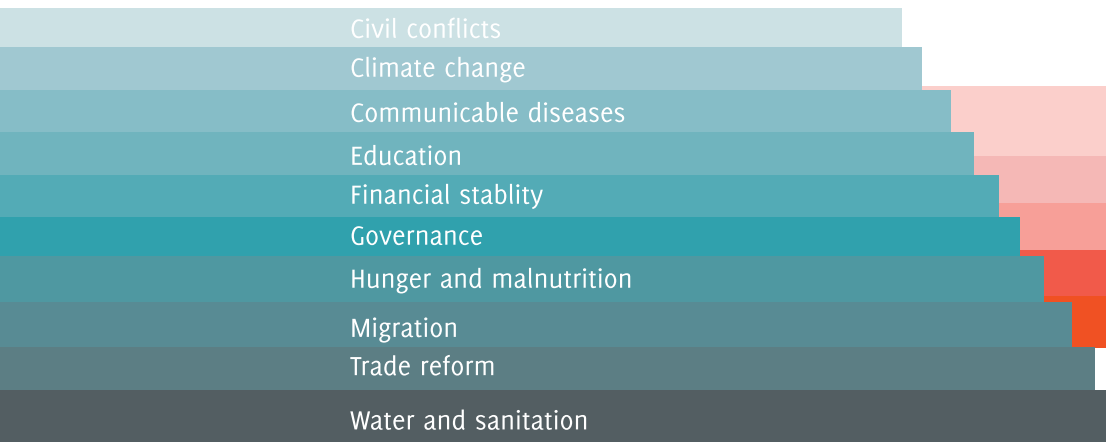 Civil conflicts
Climate change
Communicable diseases
Education
Financial stablity
Governance
Hunger and malnutrition
Migration
Trade reform
Water and sanitation